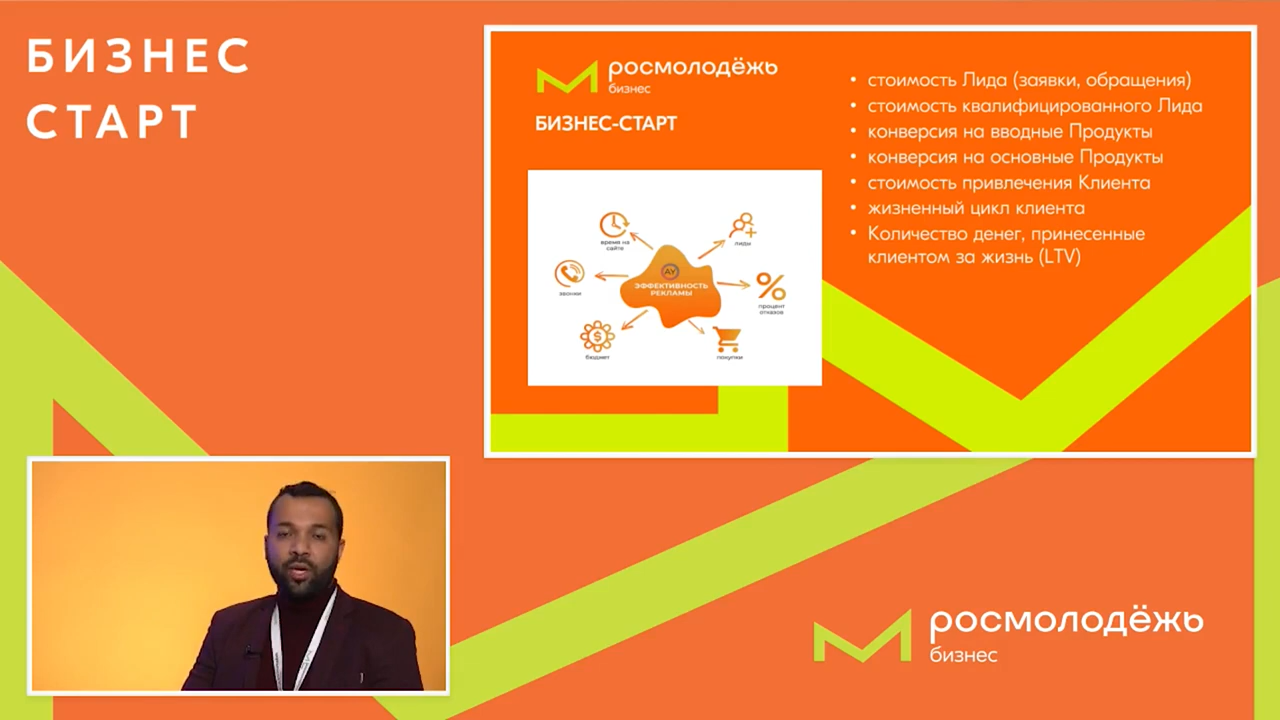 БИЗНЕС
СТАРТ
росмолодёжь
бизнес
БИЗНЕС-СТАРТ
• стоимость Лида (заявки, обращения)
• стоимость квалифицированного Лида
• конверсия на вводные Продукты
• конверсия на основные Продукты
• стоимость привлечения Клиента
• жизненный цикл клиента
• Количество денег, принесенные
клиентом за жизнь (LTV)
время на
сайте
лиды
звонки
AY
ЭФФЕКТИВНОСТЬ
РЕКЛАМЫ
процент
отказов
бюджет
покупки
росмолодёжь
бизнес